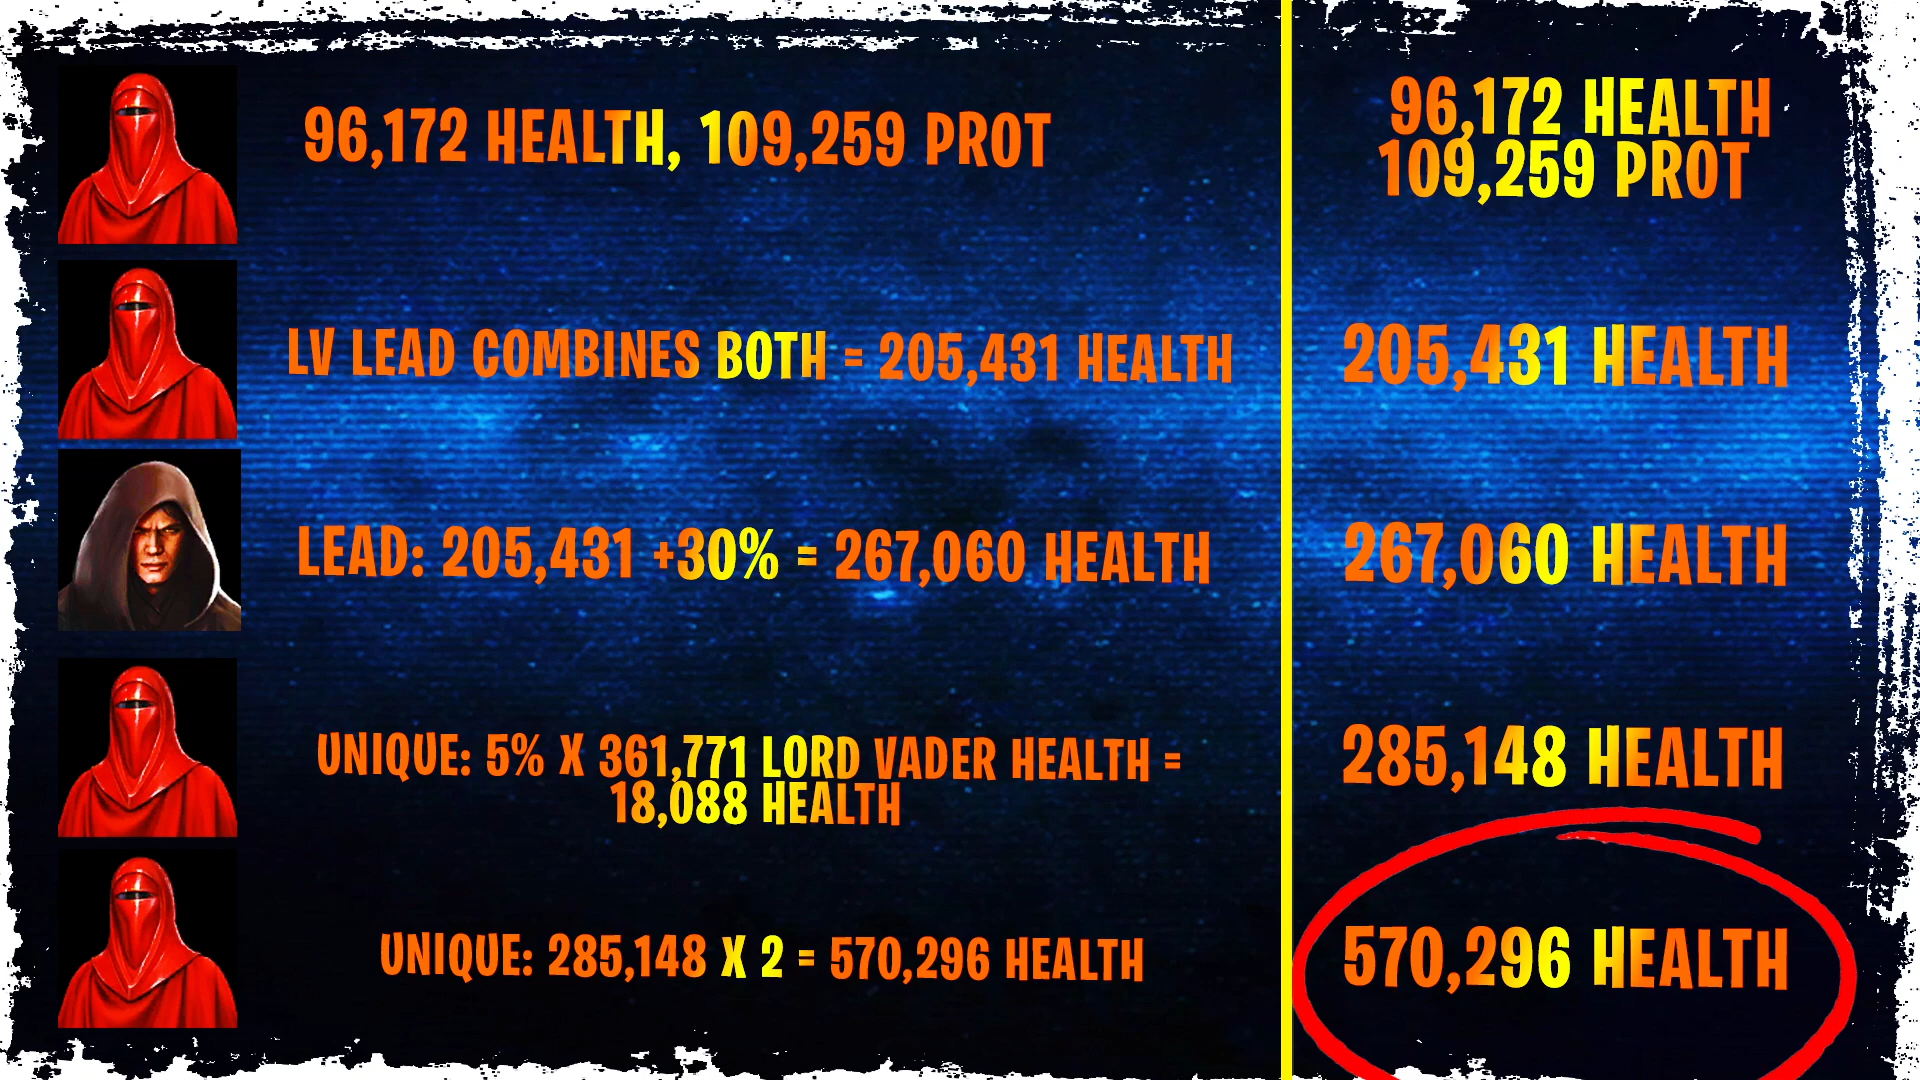 96,172 HEALTH, 109,259 PROT
96,172 HEALTH
109,259 PROT
LV LEAD COMBINES BOTH = 205,431 HEALTH
205,431 HEALTH
LEAD: 205,431 +30% = 267,060 HEALTH
267,060 HEALTH
UNIQUE: 5% X 361,771 LORD VADER HEALTH =
18,088 HEALTH
285,148 HEALTH
UNIQUE: 285,148 X 2 = 570,296 HEALTH
570,296 HEALTH